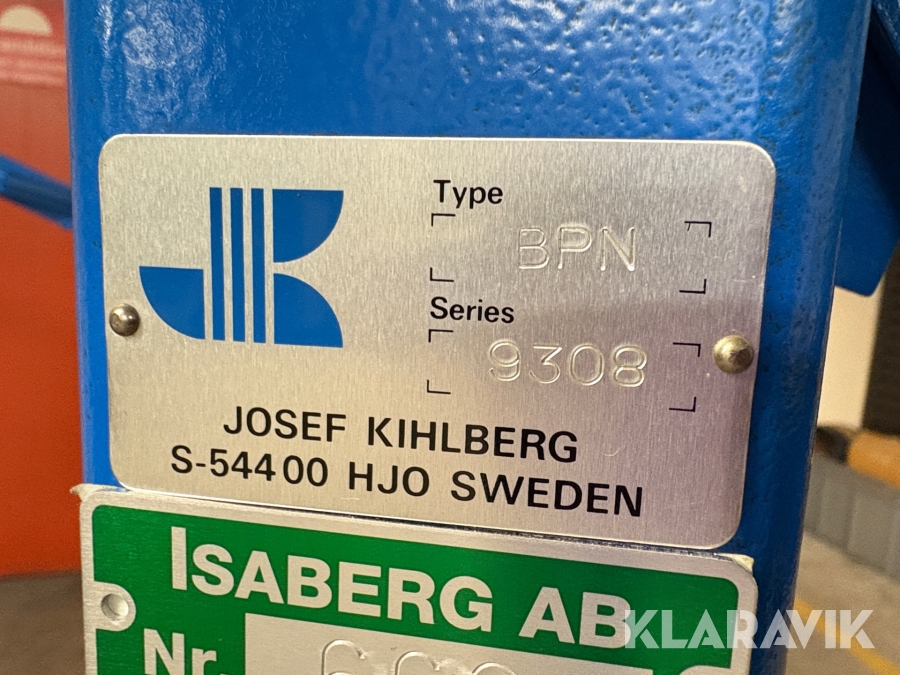 Type
BPN
Series
9308
JOSEF KIHLBERG
S-544 00 HJO SWEDEN
ISABERG AB
Nr.
KLARAVIK